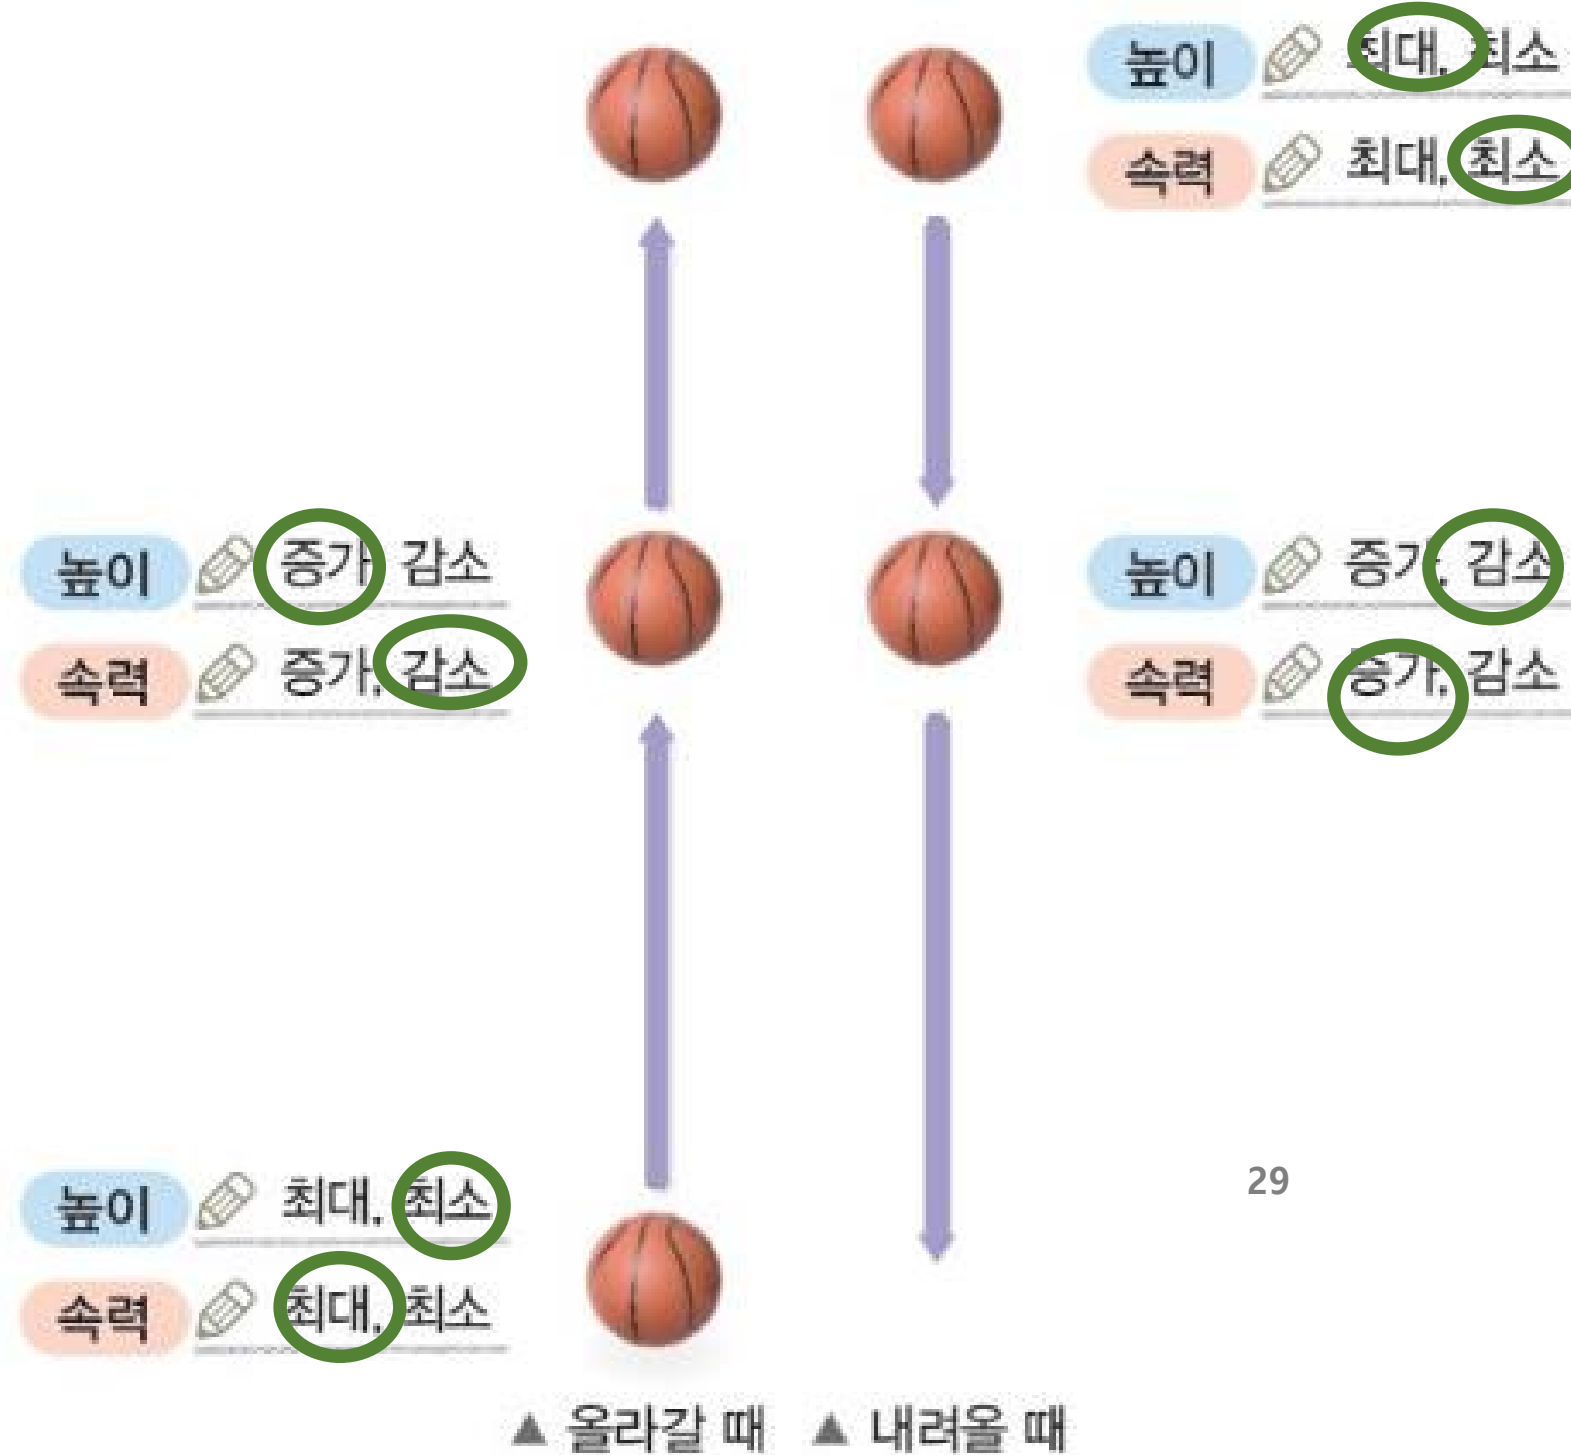 높이 최대, 최소
속력 최대, 최소
높이 증가, 감소
속력 증가, 감소
높이 증가, 감소
속력 증가, 감소
높이 최대, 최소
속력 최대, 최소
29
▲ 올라갈 때 ▲ 내려올 때